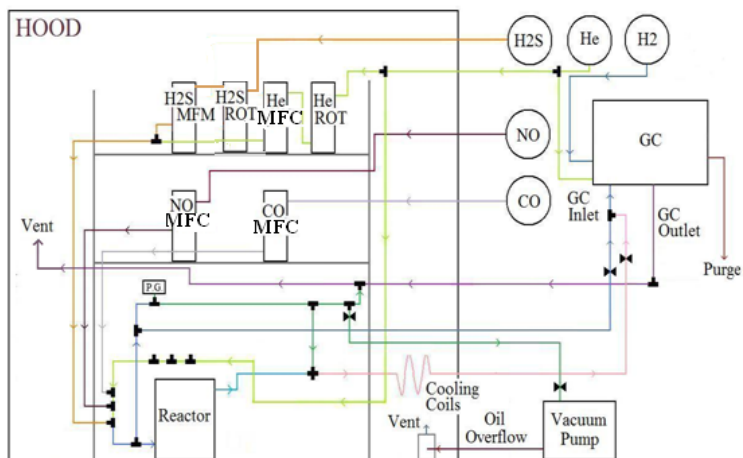 HOOD
H2S
He
H2
H2S
MFM
H2S
ROT
He
MFC
He
ROT
NO
GC
NO
MFC
CO
MFC
CO
GC
Inlet
GC
Outlet
Vent
Purge
P.G
Reactor
Cooling
Coils
Vent
Oil
Overflow
Vacuum
Pump